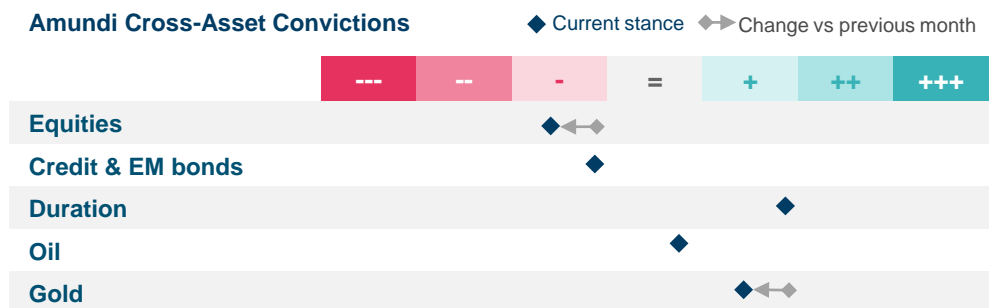 Amundi Cross-Asset Convictions
Current stance
Change vs previous month
--- -- - = + ++ +++
Equities
Credit & EM bonds
Duration
Oil
Gold